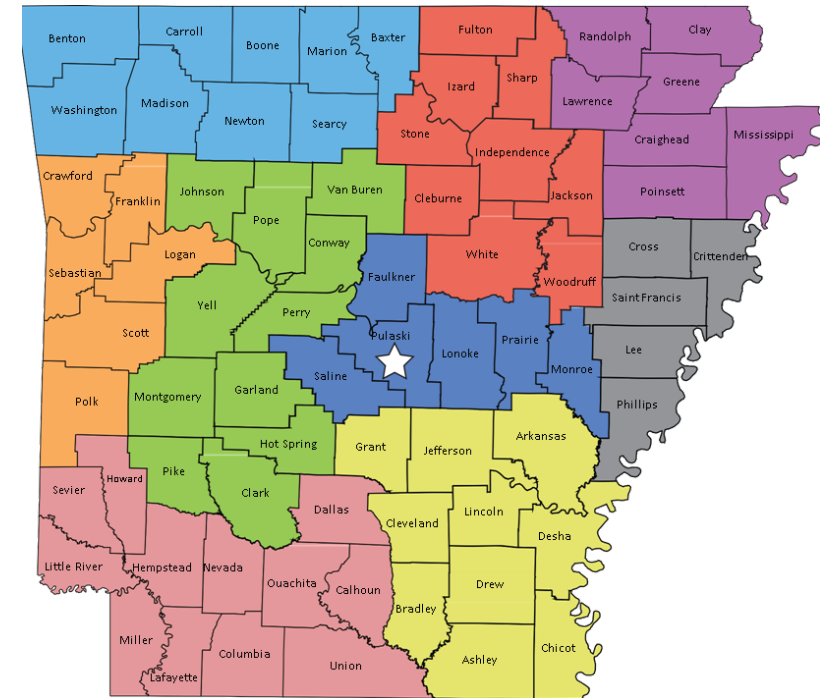 Benton
Carroll
Boone
Marion
Baxter
Fulton
Randolph
Clay
Washington
Madison
Newton
Searcy
Izard
Sharp
Lawrence
Greene
Stone
Independence
Craighead
Mississippi
Crawford
Franklin
Johnson
Pope
Van Buren
Cleburne
Jackson
Poinsett
Sebastian
Logan
Conway
Faulkner
White
Woodruff
Cross
Crittenden
Saint Francis
Scott
Yell
Perry
Pulaski
Lonoke
Prairie
Monroe
Lee
Polk
Montgomery
Garland
Saline
Phillips
Hot Spring
Grant
Jefferson
Arkansas
Sevier
Howard
Pike
Clark
Dallas
Cleveland
Lincoln
Desha
Little River
Hempstead
Nevada
Ouachita
Calhoun
Bradley
Drew
Miller
Lafayette
Columbia
Union
Ashley
Chicot